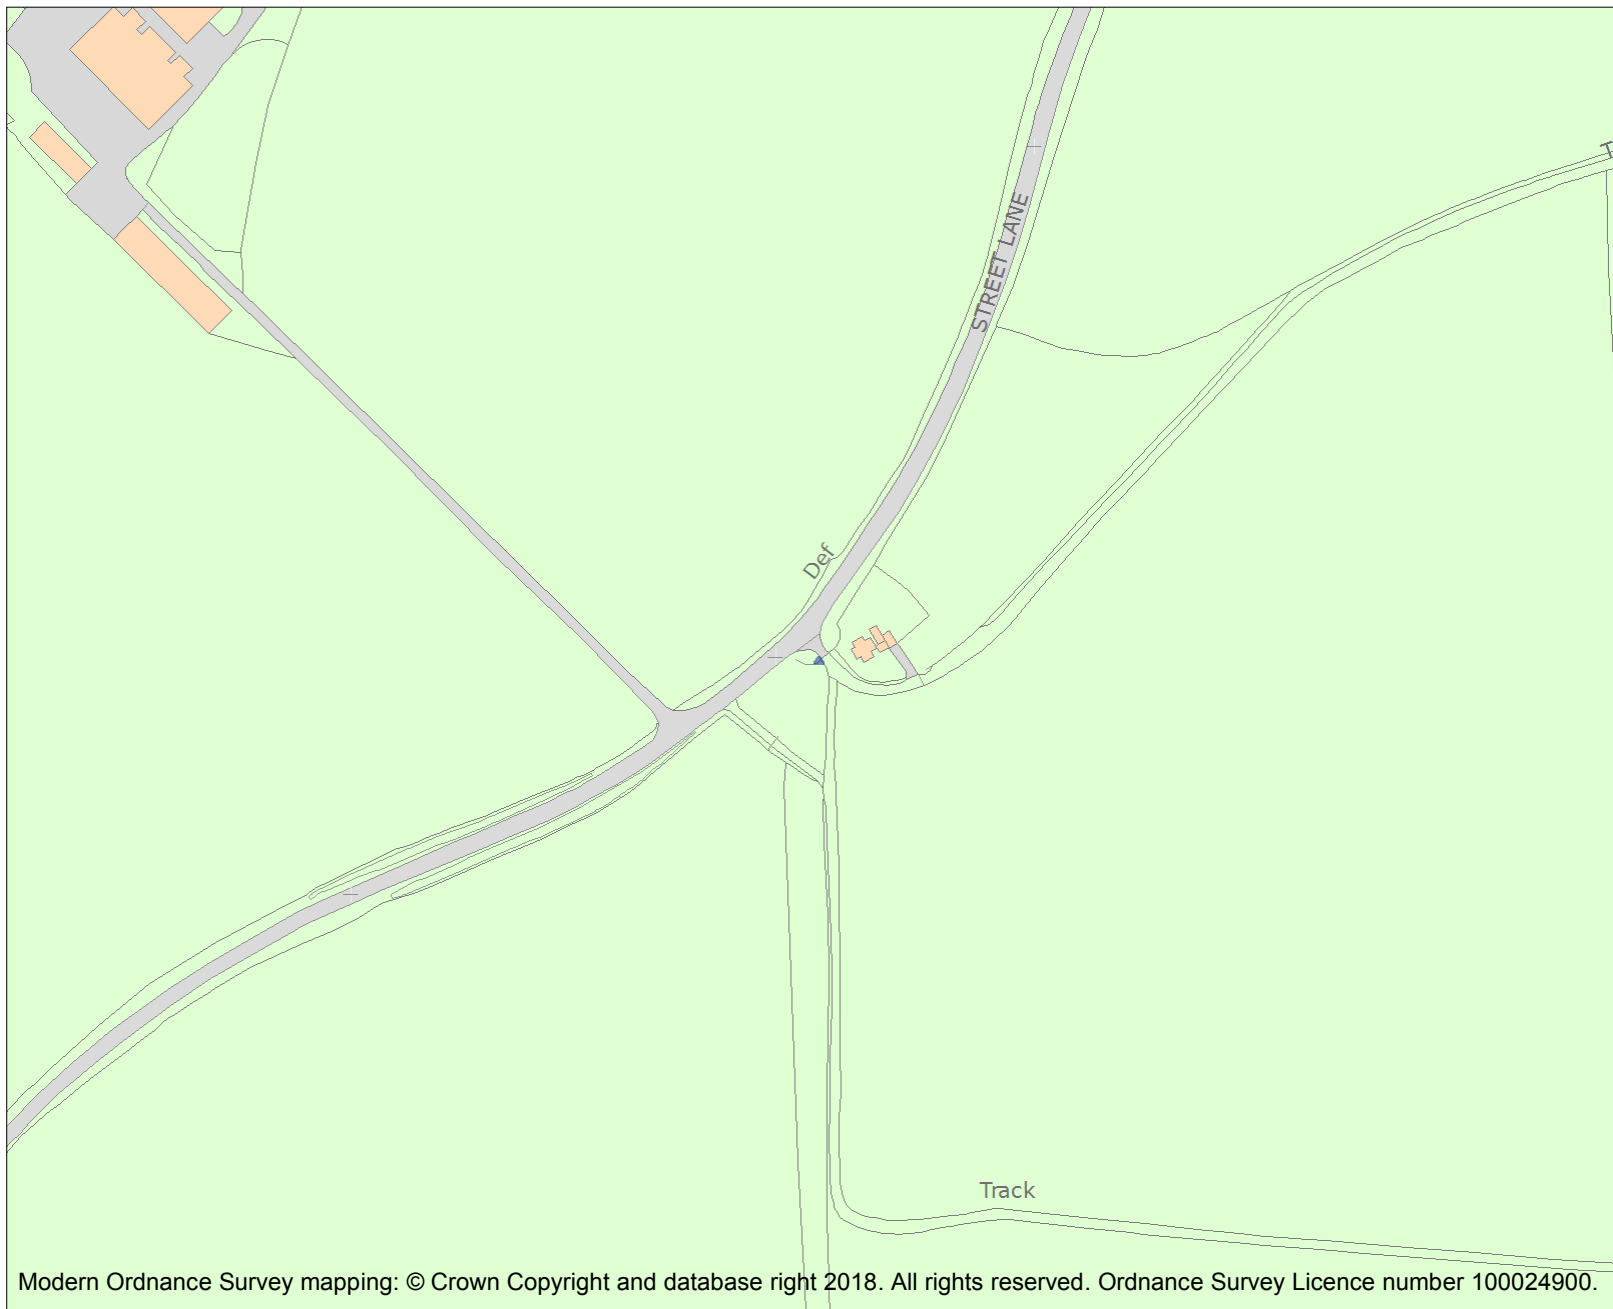 STREET LANE
Def
Track
Modern Ordnance Survey mapping: © Crown Copyright and database right 2018. All rights reserved. Ordnance Survey Licence number 100024900.